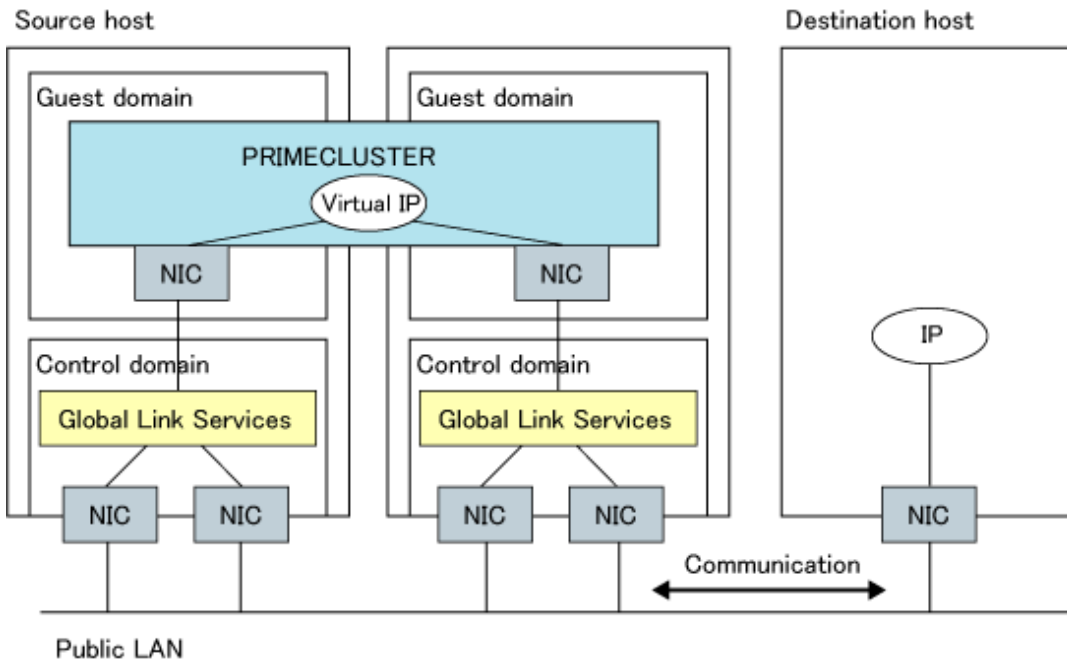 Source host
Destination host
Guest domain
Guest domain
PRIMECLUSTER
Virtual IP
NIC
NIC
IP
Control domain
Control domain
Global Link Services
Global Link Services
NIC
NIC
NIC
NIC
NIC
Communication
Public LAN